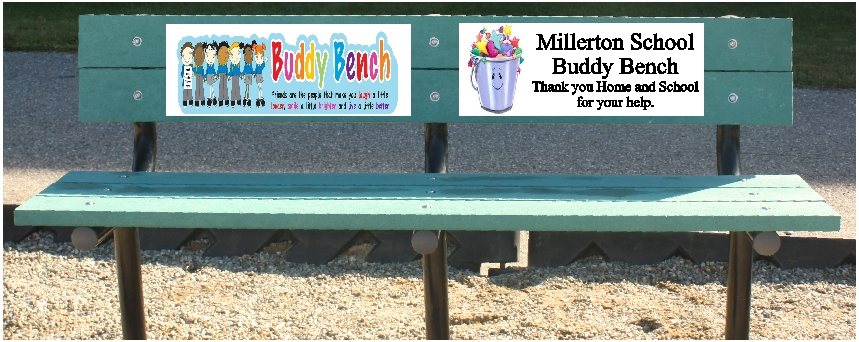 Buddy Bench
friends are the people that make you laugh a little
louder, smile a little brighter and live a little better
Millerton School
Buddy Bench
Thank you Home and School
for your help.